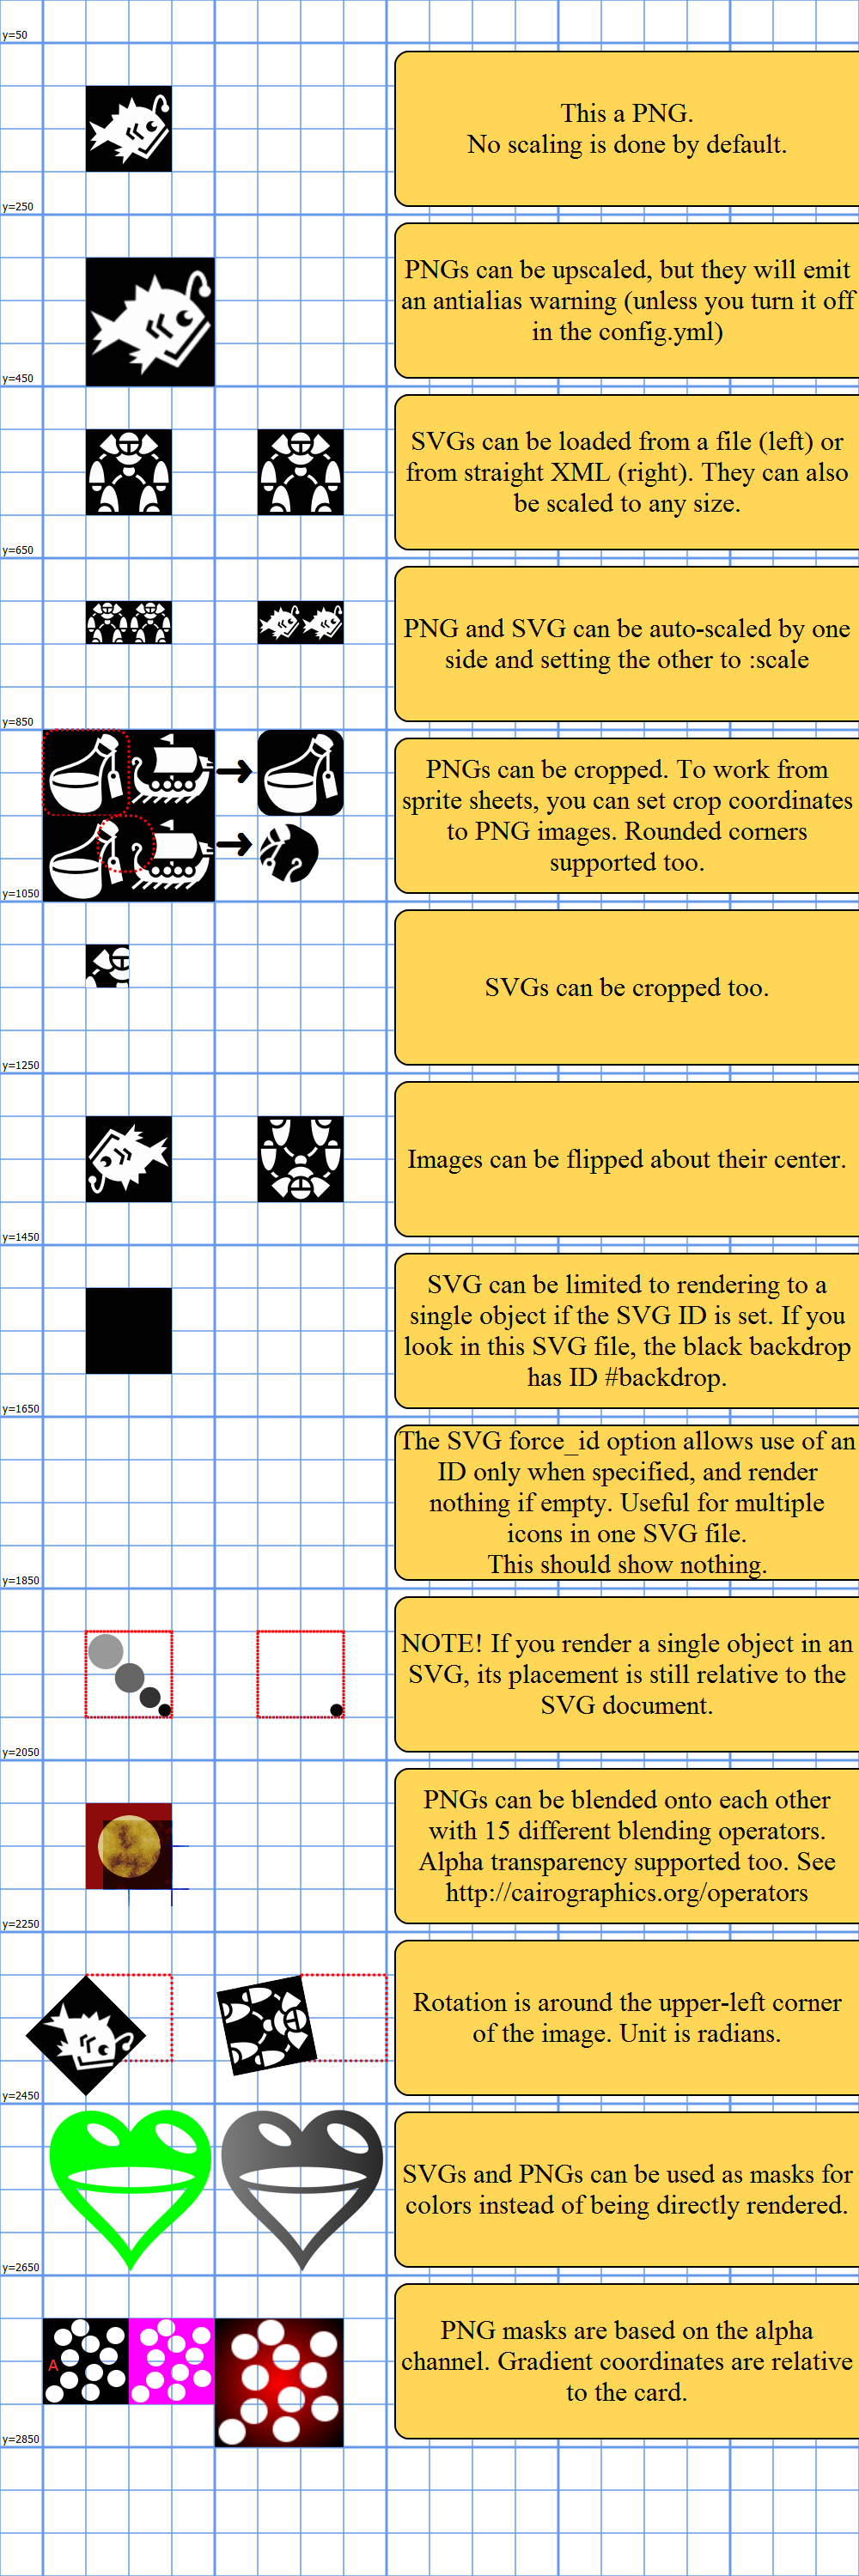 y=50
This a PNG.
No scaling is done by default.
y=250
PNGs can be upscaled, but they will emit
an antialias warning (unless you turn it off
in the config.yml)
y=450
SVGs can be loaded from a file (left) or
from straight XML (right). They can also
be scaled to any size.
y=650
PNG and SVG can be auto-scaled by one
side and setting the other to :scale
y=850
PNGs can be cropped. To work from
sprite sheets, you can set crop coordinates
to PNG images. Rounded corners
supported too.
y=1050
SVGs can be cropped too.
y=1250
Images can be flipped about their center.
y=1450
SVG can be limited to rendering to a
single object if the SVG ID is set. If you
look in this SVG file, the black backdrop
has ID #backdrop.
y=1650
The SVG force_id option allows use of an
ID only when specified, and render
nothing if empty. Useful for multiple
icons in one SVG file.
This should show nothing.
y=1850
NOTE! If you render a single object in an
SVG, its placement is still relative to the
SVG document.
y=2050
PNGs can be blended onto each other
with 15 different blending operators.
Alpha transparency supported too. See
http://cairographics.org/operators
y=2250
Rotation is around the upper-left corner
of the image. Unit is radians.
y=2450
SVGs and PNGs can be used as masks for
colors instead of being directly rendered.
y=2650
PNG masks are based on the alpha
channel. Gradient coordinates are relative
to the card.
A
y=2850